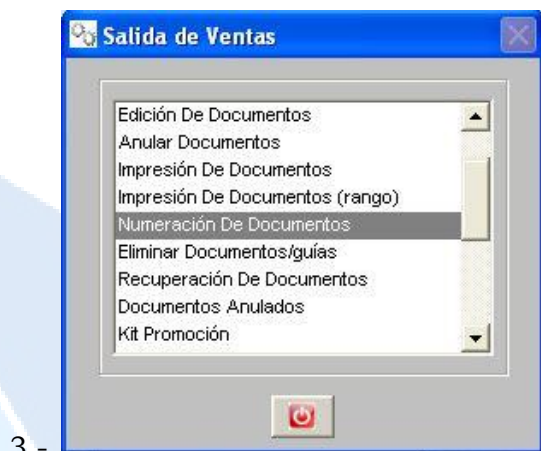 Salida de Ventas
Edición De Documentos
Anular Documentos
Impresión De Documentos
Impresión De Documentos (rango)
Numeración De Documentos
Eliminar Documentos/guías
Recuperación De Documentos
Documentos Anulados
Kit Promoción
3.-